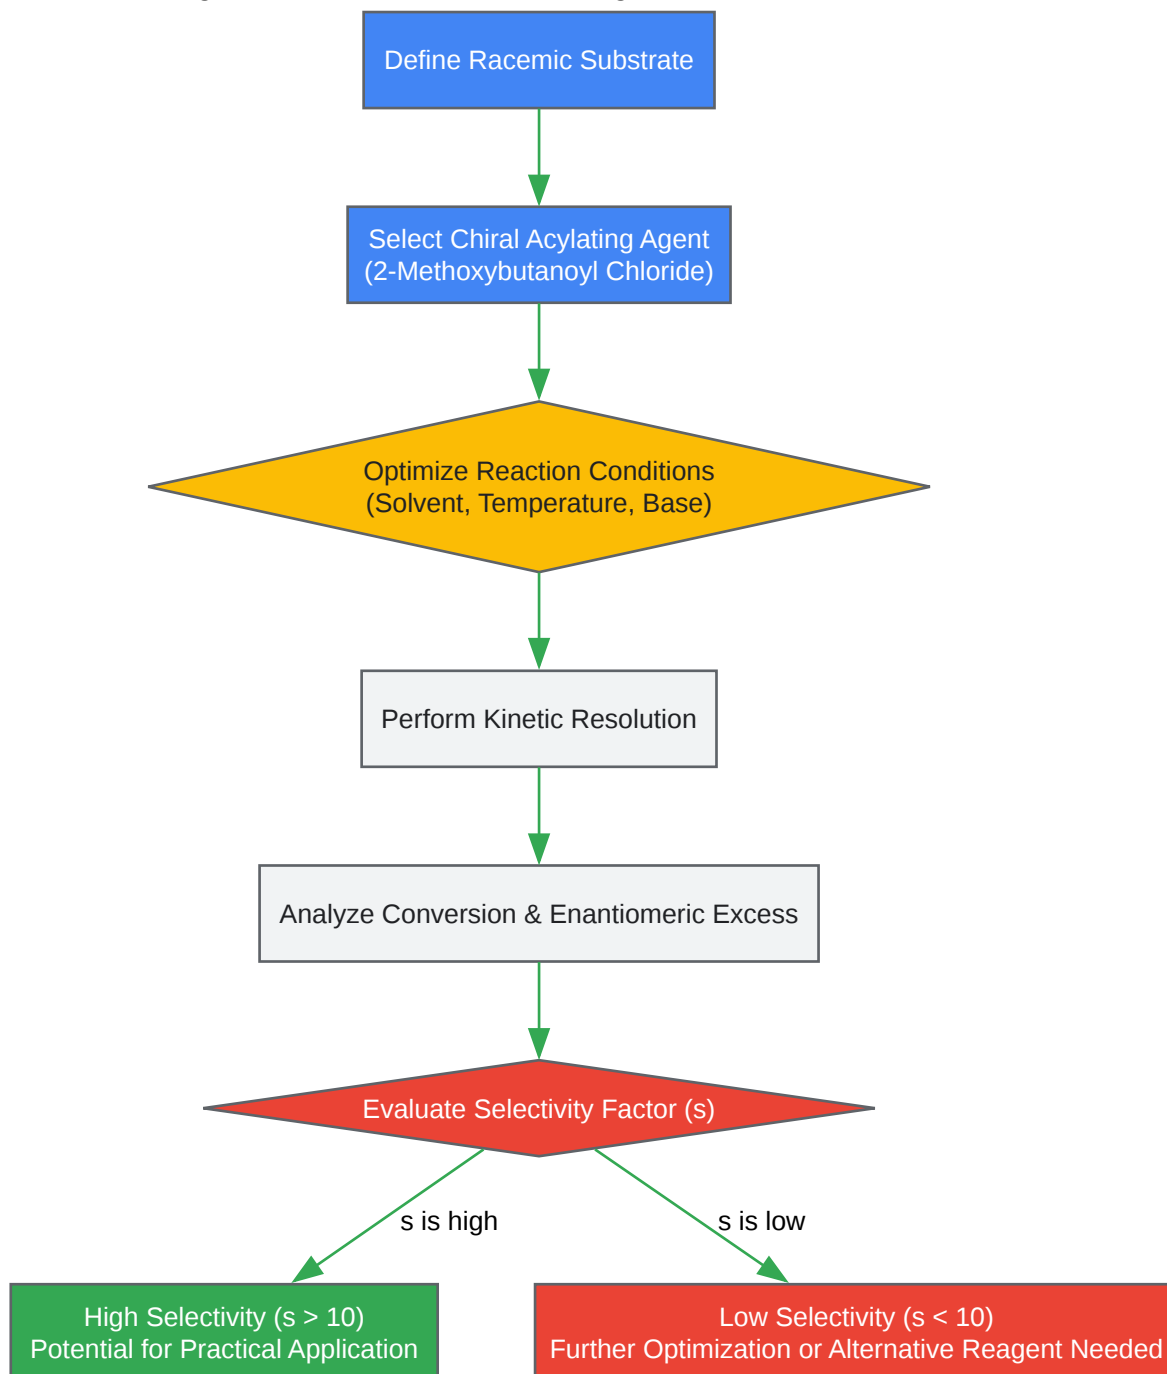 Define Racemic Substrate
Select Chiral Acylating Agent
(2-Methoxybutanoyl Chloride)
Optimize Reaction Conditions
(Solvent, Temperature, Base)
Perform Kinetic Resolution
Analyze Conversion & Enantiomeric Excess
Evaluate Selectivity Factor (s)
s is high
s is low
High Selectivity (s > 10)
Potential for Practical Application
Low Selectivity (s < 10)
Further Optimization or Alternative Reagent Needed